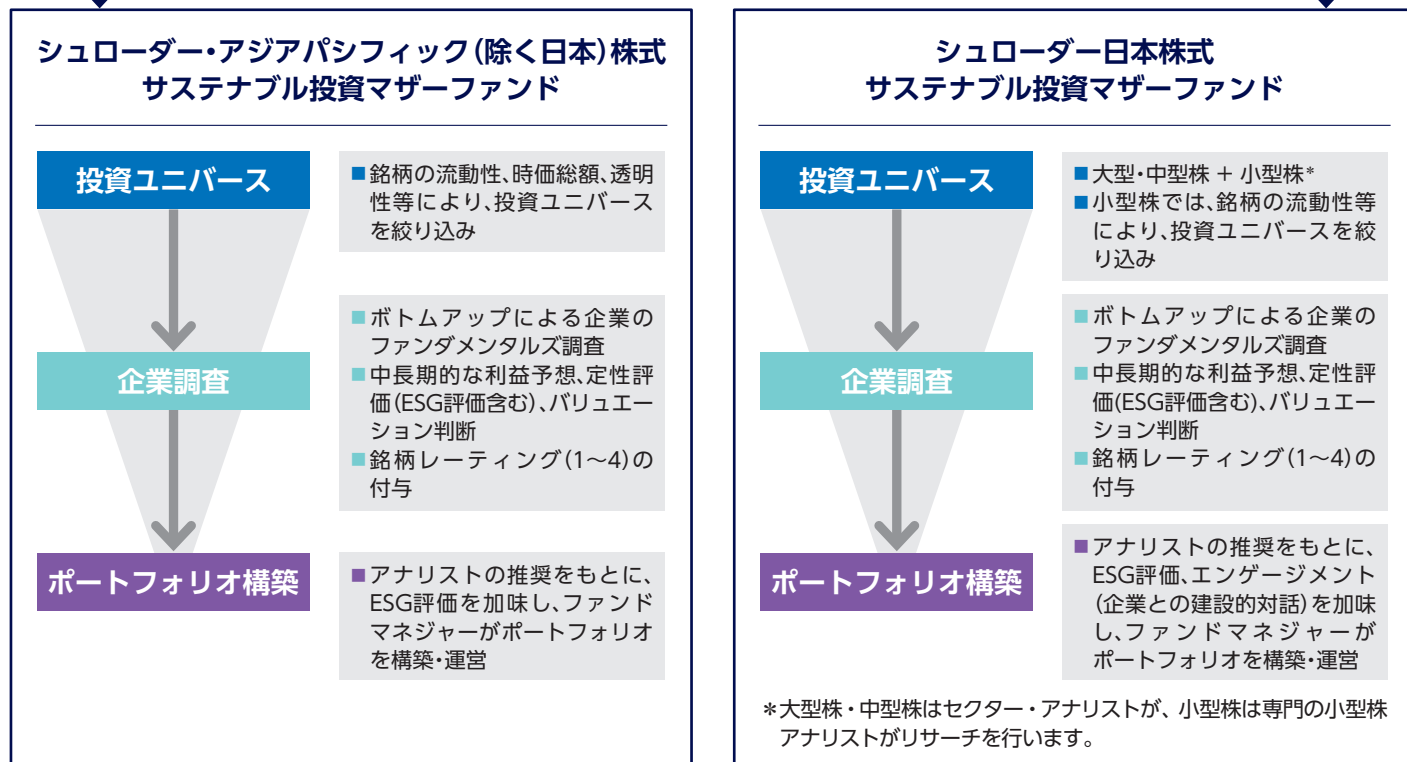 シュローダー・アジアパシフィック(除く日本)株式
サステナブル投資マザーファンド
投資ユニバース
■銘柄の流動性、時価総額、透明
性等により、投資ユニバース
を絞り込み
企業調査
■ボトムアップによる企業の
ファンダメンタルズ調査
■中長期的な利益予想、定性評
価(ESG評価含む)、バリュエー
ション判断
■銘柄レーティング(1〜4)の
付与
ポートフォリオ構築
■アナリストの推奨をもとに、
ESG評価を加味し、ファンド
マネジャーがポートフォリオ
を構築・運営
シュローダー日本株式
サステナブル投資マザーファンド
投資ユニバース
■大型・中型株 + 小型株*
■小型株では、銘柄の流動性等
により、投資ユニバースを絞
り込み
企業調査
■ボトムアップによる企業の
ファンダメンタルズ調査
■中長期的な利益予想、定性評
価(ESG評価含む)、バリュエー
ション判断
■銘柄レーティング(1〜4)の
付与
ポートフォリオ構築
■アナリストの推奨をもとに、
ESG評価、エンゲージメント
(企業との建設的対話)を加味
し、ファンドマネジャーが
ポートフォリオを構築・運営
*大型株・中型株はセクター・アナリストが、小型株は専門の小型株
アナリストがリサーチを行います。